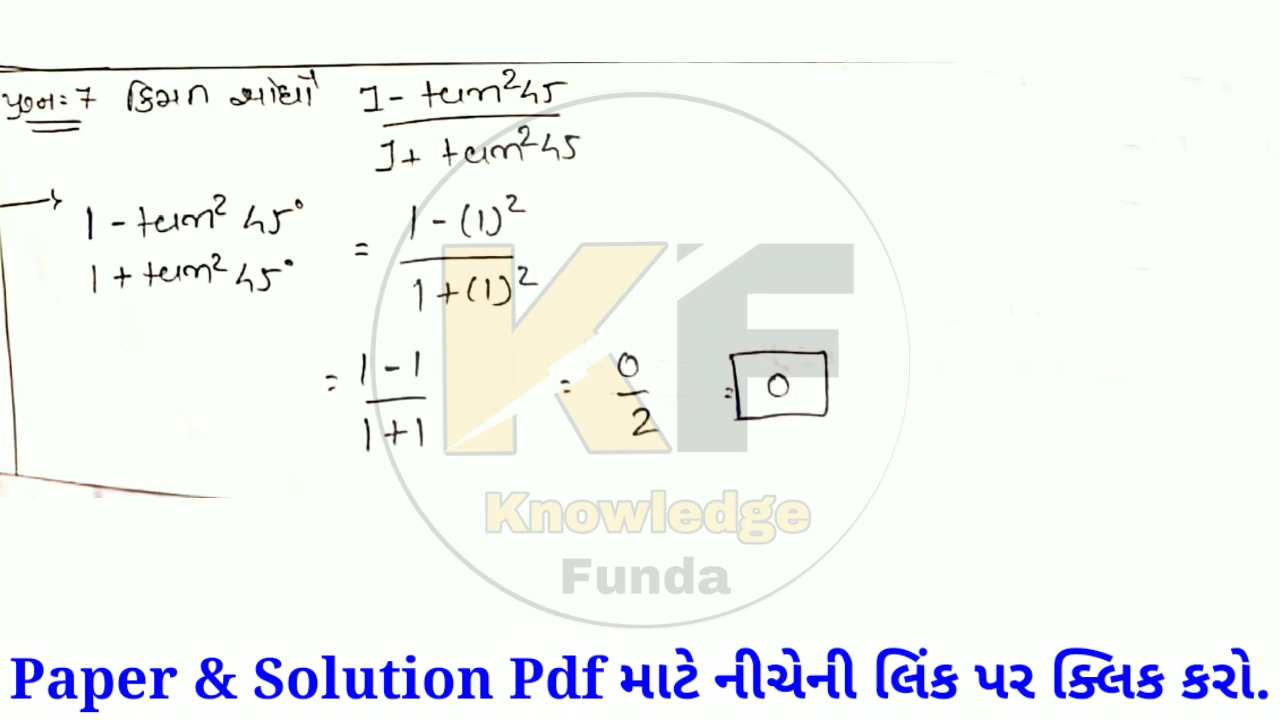 પ્રશ્ન: 7 કિંમત શોધો 1 - tan²45
1 + tan²45
→ 1 - tan² 45° = 1 - (1)²
1 + tan² 45° 1 + (1)²
= 1 - 1 = 0 = 0
1 + 1 2
KF
Knowledge
Funda
Paper & Solution Pdf માટે નીચેની લિંક પર ક્લિક કરો.